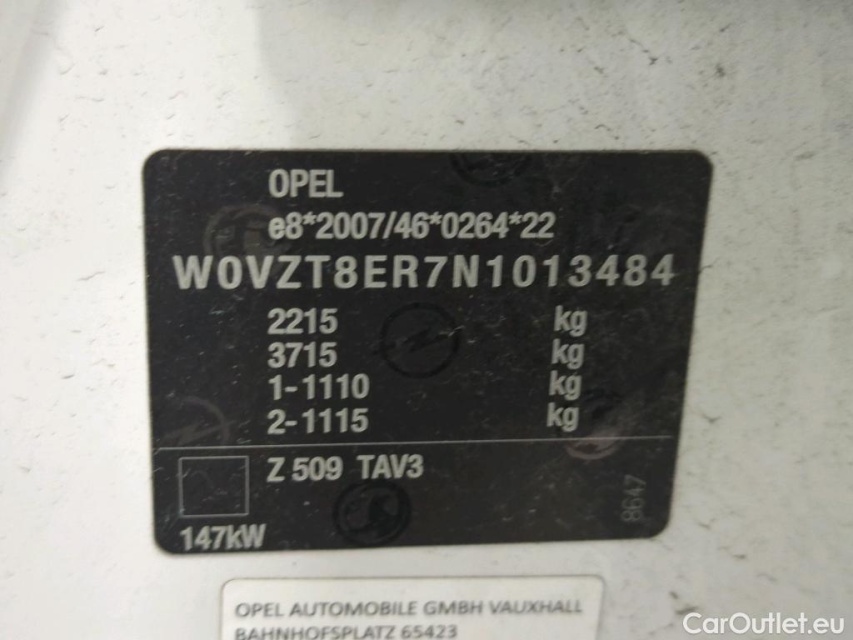 OPEL
e8*2007/46*0264*22
W0VZT8ER7N1013484
2215 kg
3715 kg
1-1110 kg
2-1115 kg
Z 509 TAV3
147kW
8647
OPEL AUTOMOBILE GMBH VAUXHALL
BAHNHOFSPLATZ 65423
CarOutlet.eu